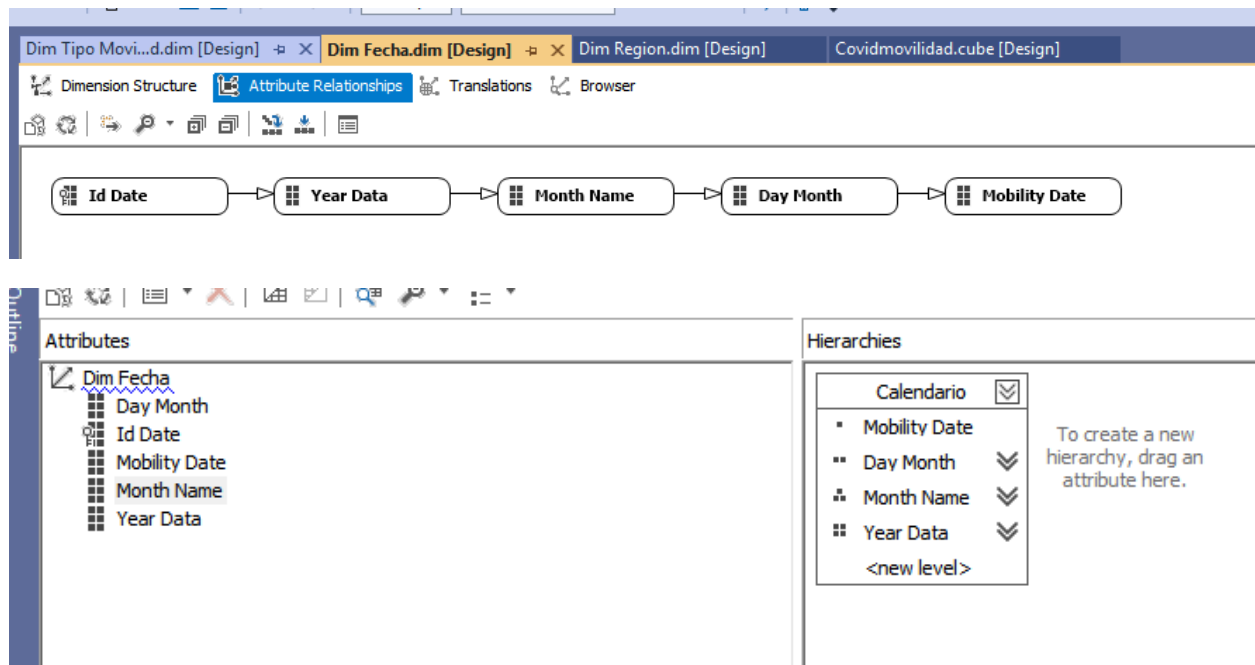 Dim Tipo Movi...d.dim [Design] Dim Fecha.dim [Design] Dim Region.dim [Design] Covidmovilidad.cube [Design]
Dimension Structure Attribute Relationships Translations Browser
Id Date Year Data Month Name Day Month Mobility Date
Outline
Attributes
Dim Fecha
Day Month
Id Date
Mobility Date
Month Name
Year Data
Hierarchies
Calendario
Mobility Date
Day Month
Month Name
Year Data
<new level>
To create a new
hierarchy, drag an
attribute here.